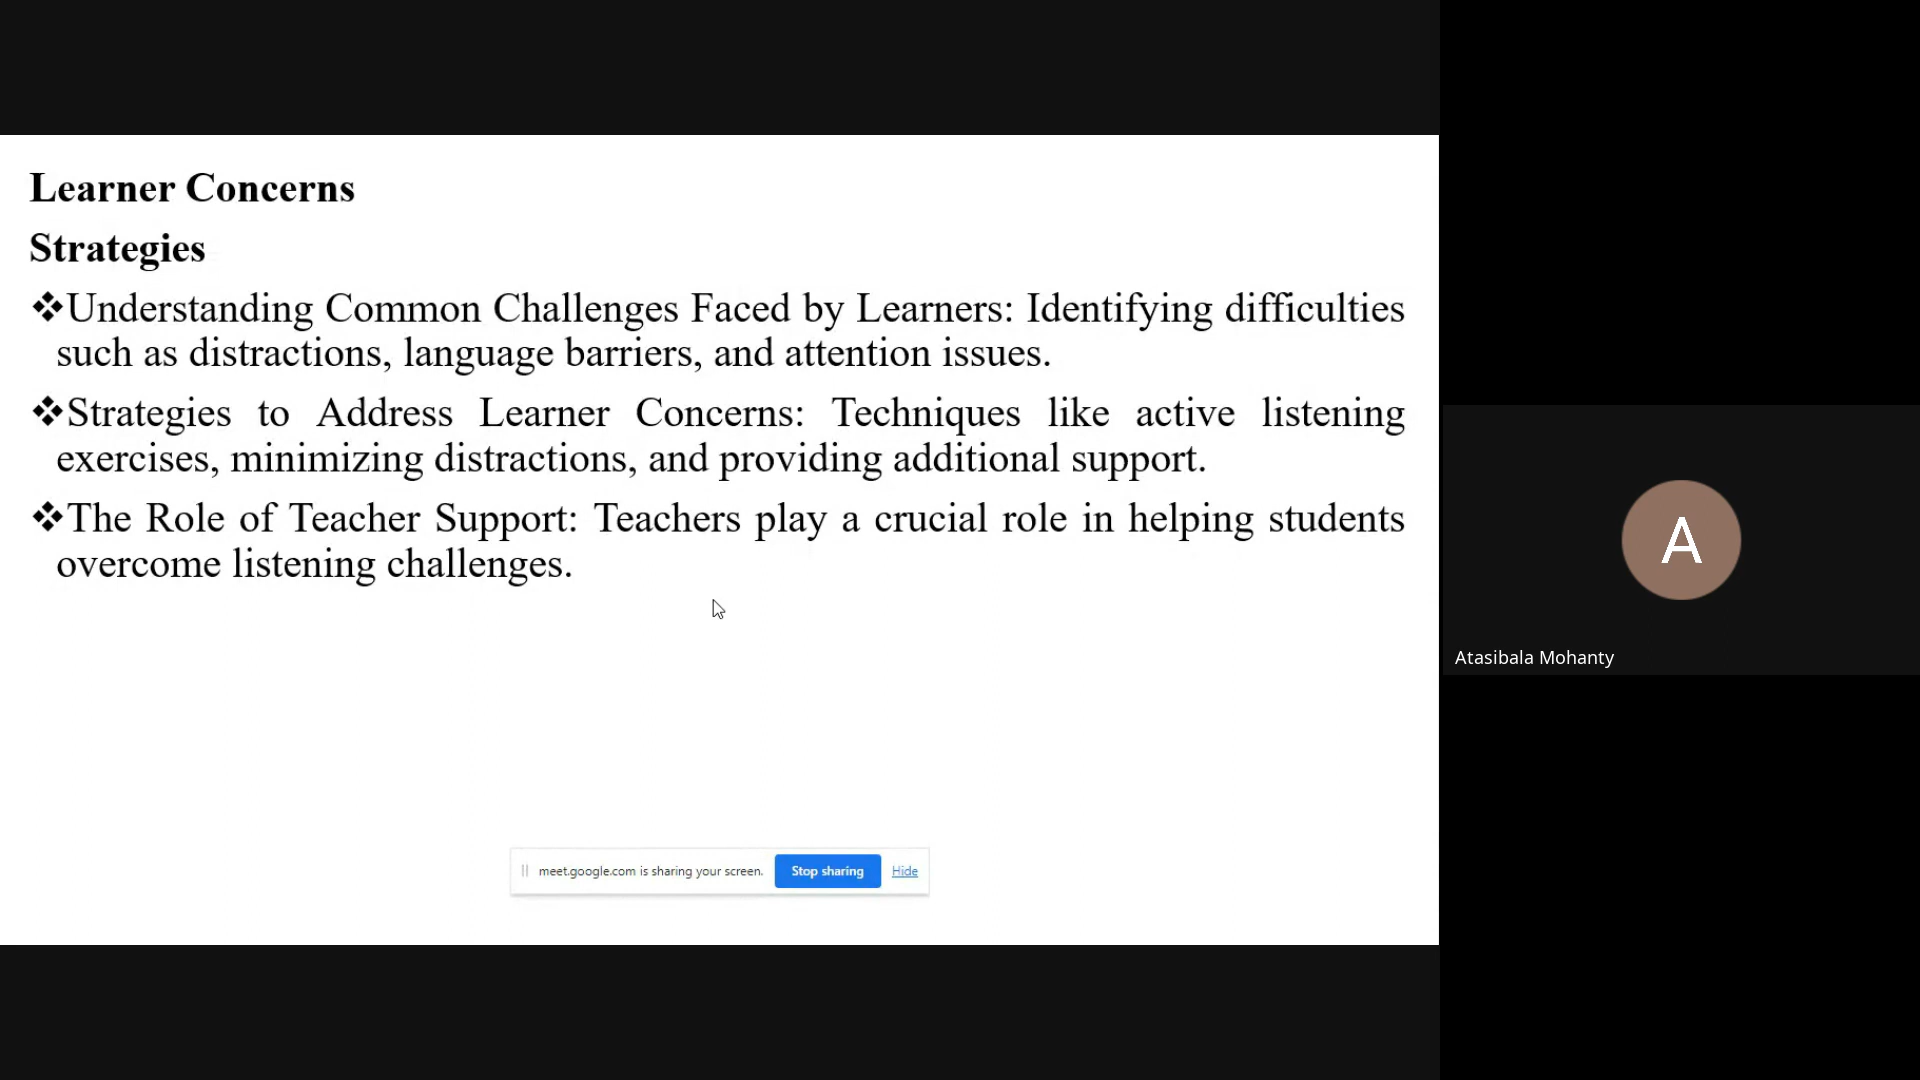 Learner Concerns
Strategies
❖Understanding Common Challenges Faced by Learners: Identifying difficulties
such as distractions, language barriers, and attention issues.
❖Strategies to Address Learner Concerns: Techniques like active listening
exercises, minimizing distractions, and providing additional support.
❖The Role of Teacher Support: Teachers play a crucial role in helping students
overcome listening challenges.
meet.google.com is sharing your screen. Stop sharing Hide
A
Atasibala Mohanty